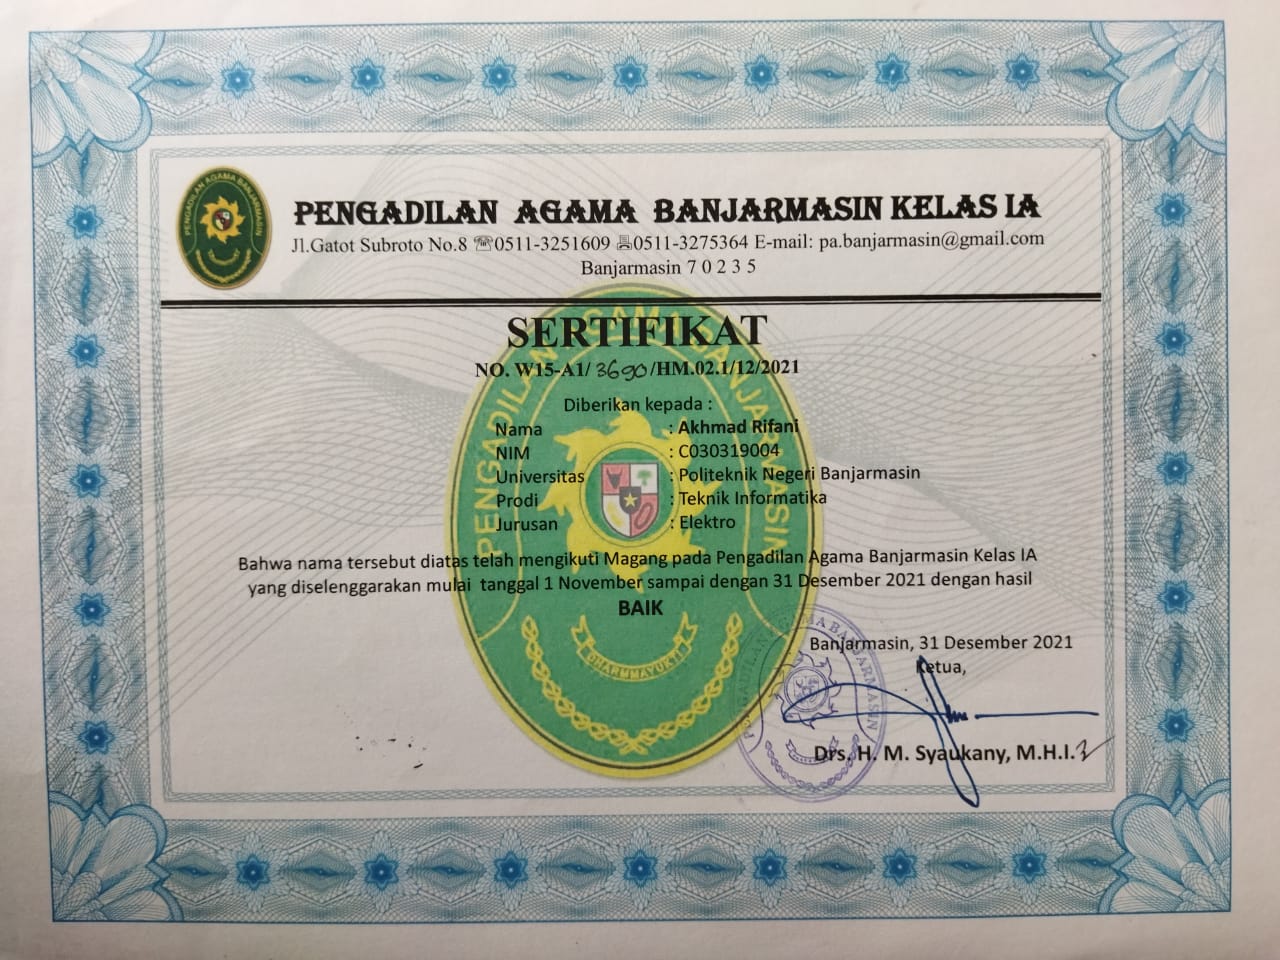 PENGADILAN AGAMA BANJARMASIN
PENGADILAN AGAMA BANJARMASIN KELAS IA
Jl.Gatot Subroto No.8 ☏0511-3251609 0511-3275364 E-mail: pa.banjarmasin@gmail.com
Banjarmasin 7 0 2 3 5
PENGADILAN AGAMA BANJARMASIN
SERTIFIKAT
NO. W15-A1/ 3690 /HM.02.1/12/2021
Diberikan kepada :
Nama : Akhmad Rifani
NIM : C030319004
Universitas : Politeknik Negeri Banjarmasin
Prodi : Teknik Informatika
Jurusan : Elektro
Bahwa nama tersebut diatas telah mengikuti Magang pada Pengadilan Agama Banjarmasin Kelas IA
yang diselenggarakan mulai tanggal 1 November sampai dengan 31 Desember 2021 dengan hasil
BAIK
DHARMMAYUKTI
Banjarmasin, 31 Desember 2021
Ketua,
PENGADILAN AGAMA BANJARMASIN
Drs. H. M. Syaukany, M.H.I.